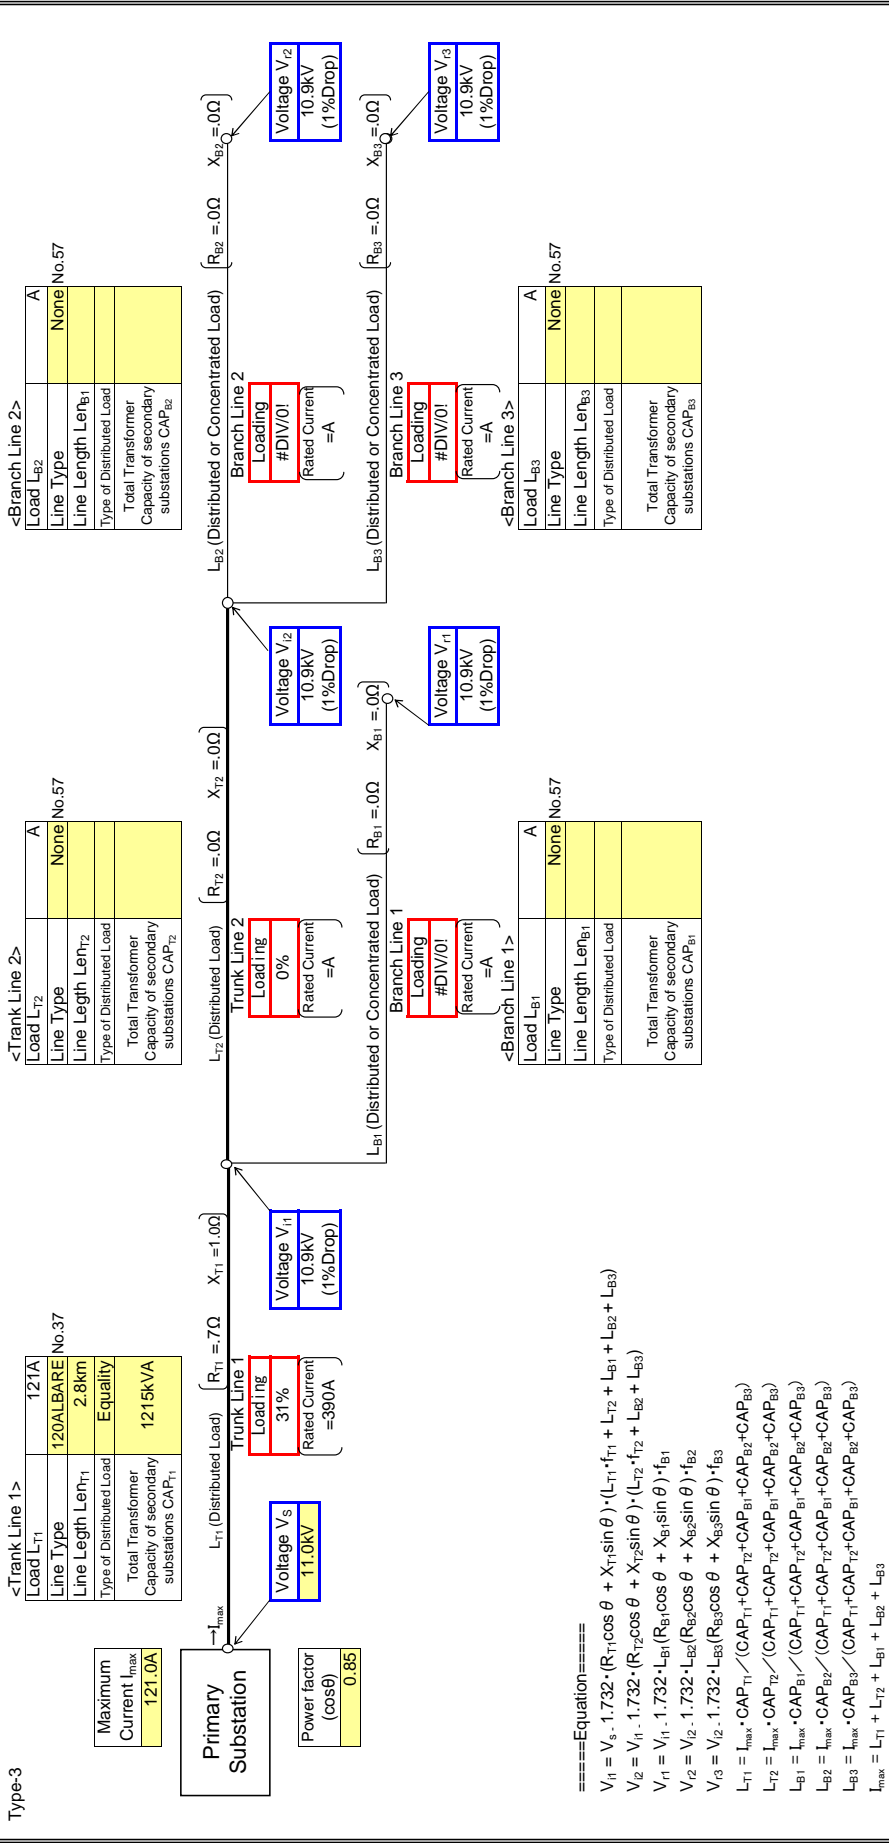 Type-3
Maximum
Current Imax
121.0A
Primary
Substation
→Imax
Power factor
(cosθ)
0.85
Voltage VS
11.0kV
<Trank Line 1>
Load LT1 121A
Line Type 120ALBARE No.37
Line Legth LenT1 2.8km
Type of Distributed Load Equality
Total Transformer
Capacity of secondary
substations CAPT1
1215kVA
LT1 (Distributed Load)
RT1 =.7Ω XT1 =1.0Ω
Trunk Line 1
Loading
31%
Rated Current
=390A
Voltage Vi1
10.9kV
(1%Drop)
<Trank Line 2>
Load LT2 A
Line Type None No.57
Line Legth LenT2
Type of Distributed Load
Total Transformer
Capacity of secondary
substations CAPT2
LT2 (Distributed Load)
RT2 =.0Ω XT2 =.0Ω
Trunk Line 2
Loading
0%
Rated Current
=A
Voltage Vi2
10.9kV
(1%Drop)
LB1 (Distributed or Concentrated Load)
RB1 =.0Ω XB1 =.0Ω
Branch Line 1
Loading
#DIV/0!
Rated Current
=A
Voltage Vr1
10.9kV
(1%Drop)
<Branch Line 1>
Load LB1 A
Line Type None No.57
Line Length LenB1
Type of Distributed Load
Total Transformer
Capacity of secondary
substations CAPB1
<Branch Line 2>
Load LB2 A
Line Type None No.57
Line Length LenB1
Type of Distributed Load
Total Transformer
Capacity of secondary
substations CAPB2
LB2 (Distributed or Concentrated Load)
RB2 =.0Ω XB2 =.0Ω
Branch Line 2
Loading
#DIV/0!
Rated Current
=A
Voltage Vr2
10.9kV
(1%Drop)
LB3 (Distributed or Concentrated Load)
RB3 =.0Ω XB3 =.0Ω
Branch Line 3
Loading
#DIV/0!
Rated Current
=A
Voltage Vr3
10.9kV
(1%Drop)
<Branch Line 3>
Load LB3 A
Line Type None No.57
Line Length LenB3
Type of Distributed Load
Total Transformer
Capacity of secondary
substations CAPB3
=====Equation=====
Vi1 = Vs - 1.732・(RT1cos θ + XT1sin θ)・(LT1・fT1 + LT2 + LB1 + LB2 + LB3)
Vi2 = Vi1 - 1.732・(RT2cos θ + XT2sin θ)・(LT2・fT2 + LB2 + LB3)
Vr1 = Vi1 - 1.732・LB1(RB1cos θ + XB1sin θ)・fB1
Vr2 = Vi2 - 1.732・LB2(RB2cos θ + XB2sin θ)・fB2
Vr3 = Vi2 - 1.732・LB3(RB3cos θ + XB3sin θ)・fB3
LT1 = Imax・CAPT1／(CAPT1+CAPT2+CAPB1+CAPB2+CAPB3)
LT2 = Imax・CAPT2／(CAPT1+CAPT2+CAPB1+CAPB2+CAPB3)
LB1 = Imax・CAPB1／(CAPT1+CAPT2+CAPB1+CAPB2+CAPB3)
LB2 = Imax・CAPB2／(CAPT1+CAPT2+CAPB1+CAPB2+CAPB3)
LB3 = Imax・CAPB3／(CAPT1+CAPT2+CAPB1+CAPB2+CAPB3)
Imax = LT1 + LT2 + LB1 + LB2 + LB3